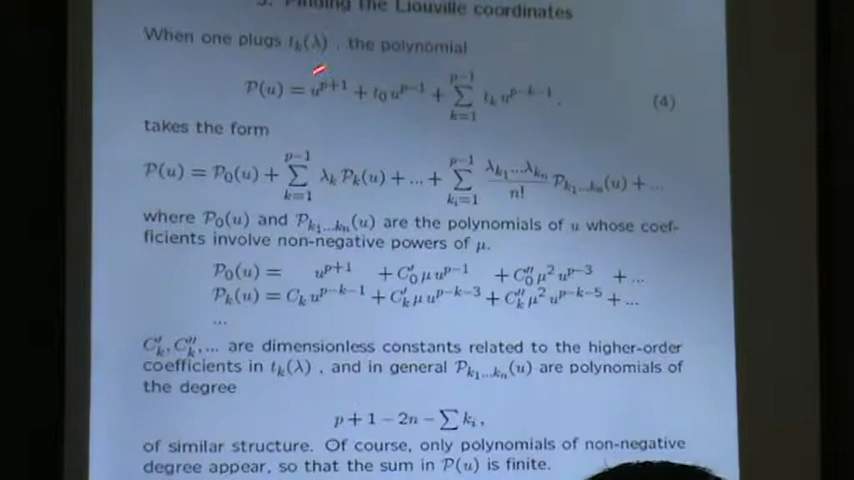 3. Finding the Liouville coordinates
When one plugs t_k(λ) , the polynomial
P(u) = u^{p+1} + t_0 u^{p−1} + ∑_{k=1}^{p−1} t_k u^{p−k−1} . (4)
takes the form
P(u) = P_0(u) + ∑_{k=1}^{p−1} λ_k P_k(u) + ... + ∑_{k_i=1}^{p−1} \frac{λ_{k_1}...λ_{k_n}}{n!} P_{k_1...k_n}(u) + ...
where P_0(u) and P_{k_1...k_n}(u) are the polynomials of u whose coef-
ficients involve non-negative powers of μ.
P_0(u) = u^{p+1} + C'_0 μ u^{p−1} + C''_0 μ^2 u^{p−3} + ...
P_k(u) = C_k u^{p−k−1} + C'_k μ u^{p−k−3} + C''_k μ^2 u^{p−k−5} + ...
...
C'_k, C''_k, ... are dimensionless constants related to the higher-order
coefficients in t_k(λ) , and in general P_{k_1...k_n}(u) are polynomials of
the degree
p + 1 − 2n − ∑ k_i ,
of similar structure. Of course, only polynomials of non-negative
degree appear, so that the sum in P(u) is finite.